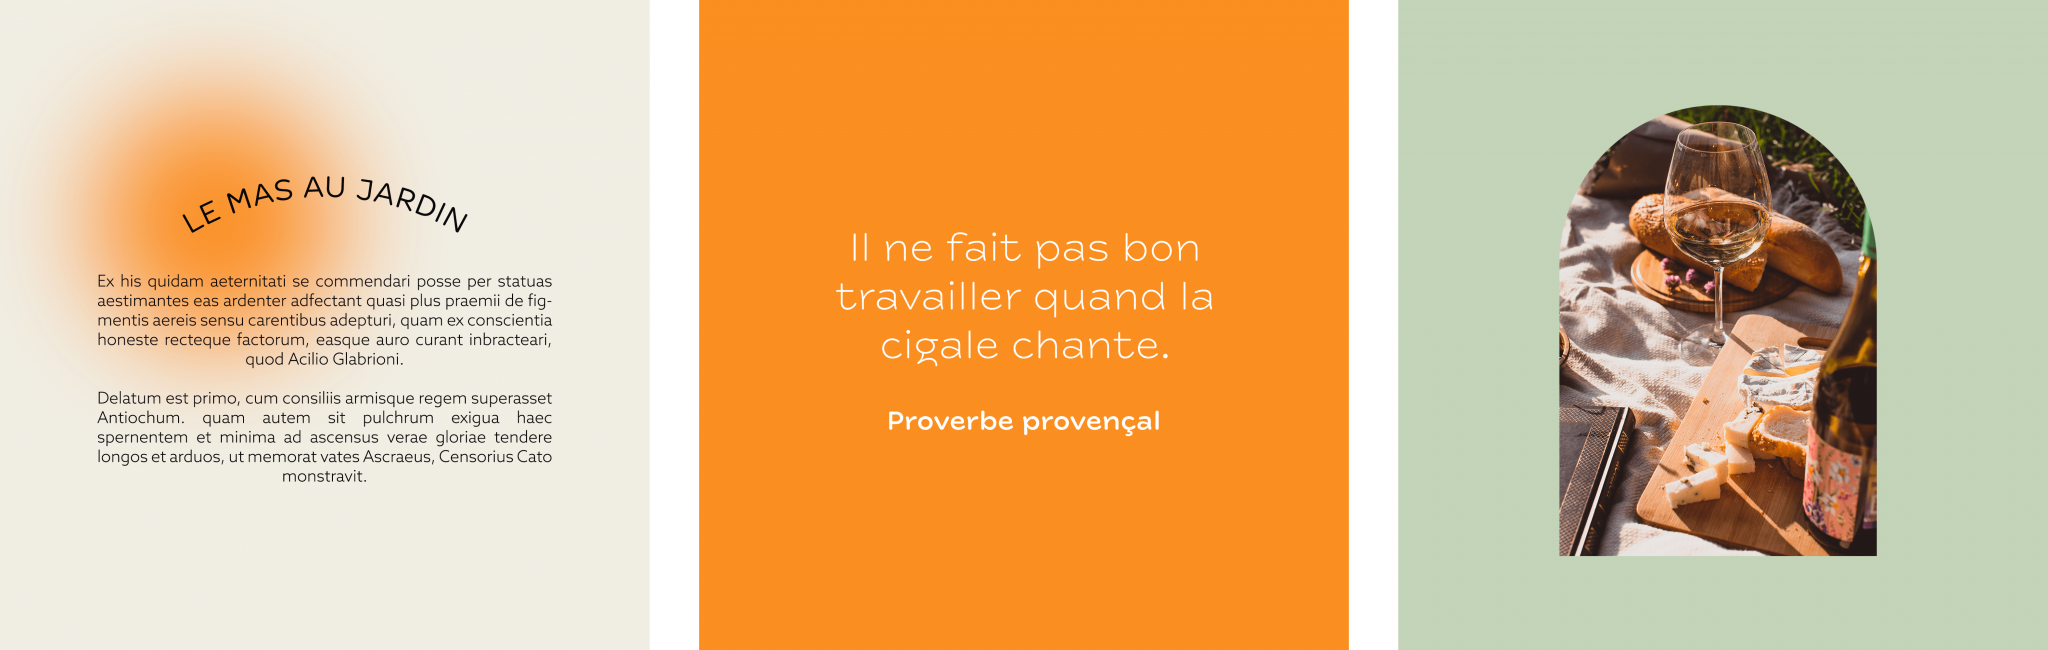 LE MAS AU JARDIN
Ex his quidam aeternitati se commendari posse per statuas
aestimantes eas ardenter adfectant quasi plus praemii de fig-
mentis aereis sensu carentibus adepturi, quam ex conscientia
honeste recteque factorum, easque auro curant inbracteari,
quod Acilio Glabrioni.
Delatum est primo, cum consiliis armisque regem superasset
Antiochum. quam autem sit pulchrum exigua haec
spernentem et minima ad ascensus verae gloriae tendere
longos et arduos, ut memorat vates Ascraeus, Censorius Cato
monstravit.
Il ne fait pas bon
travailler quand la
cigale chante.
Proverbe provençal